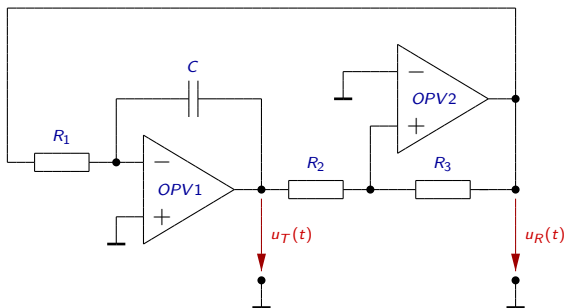 C
OPV2
R1
OPV1
R2
R3
uT(t)
uR(t)